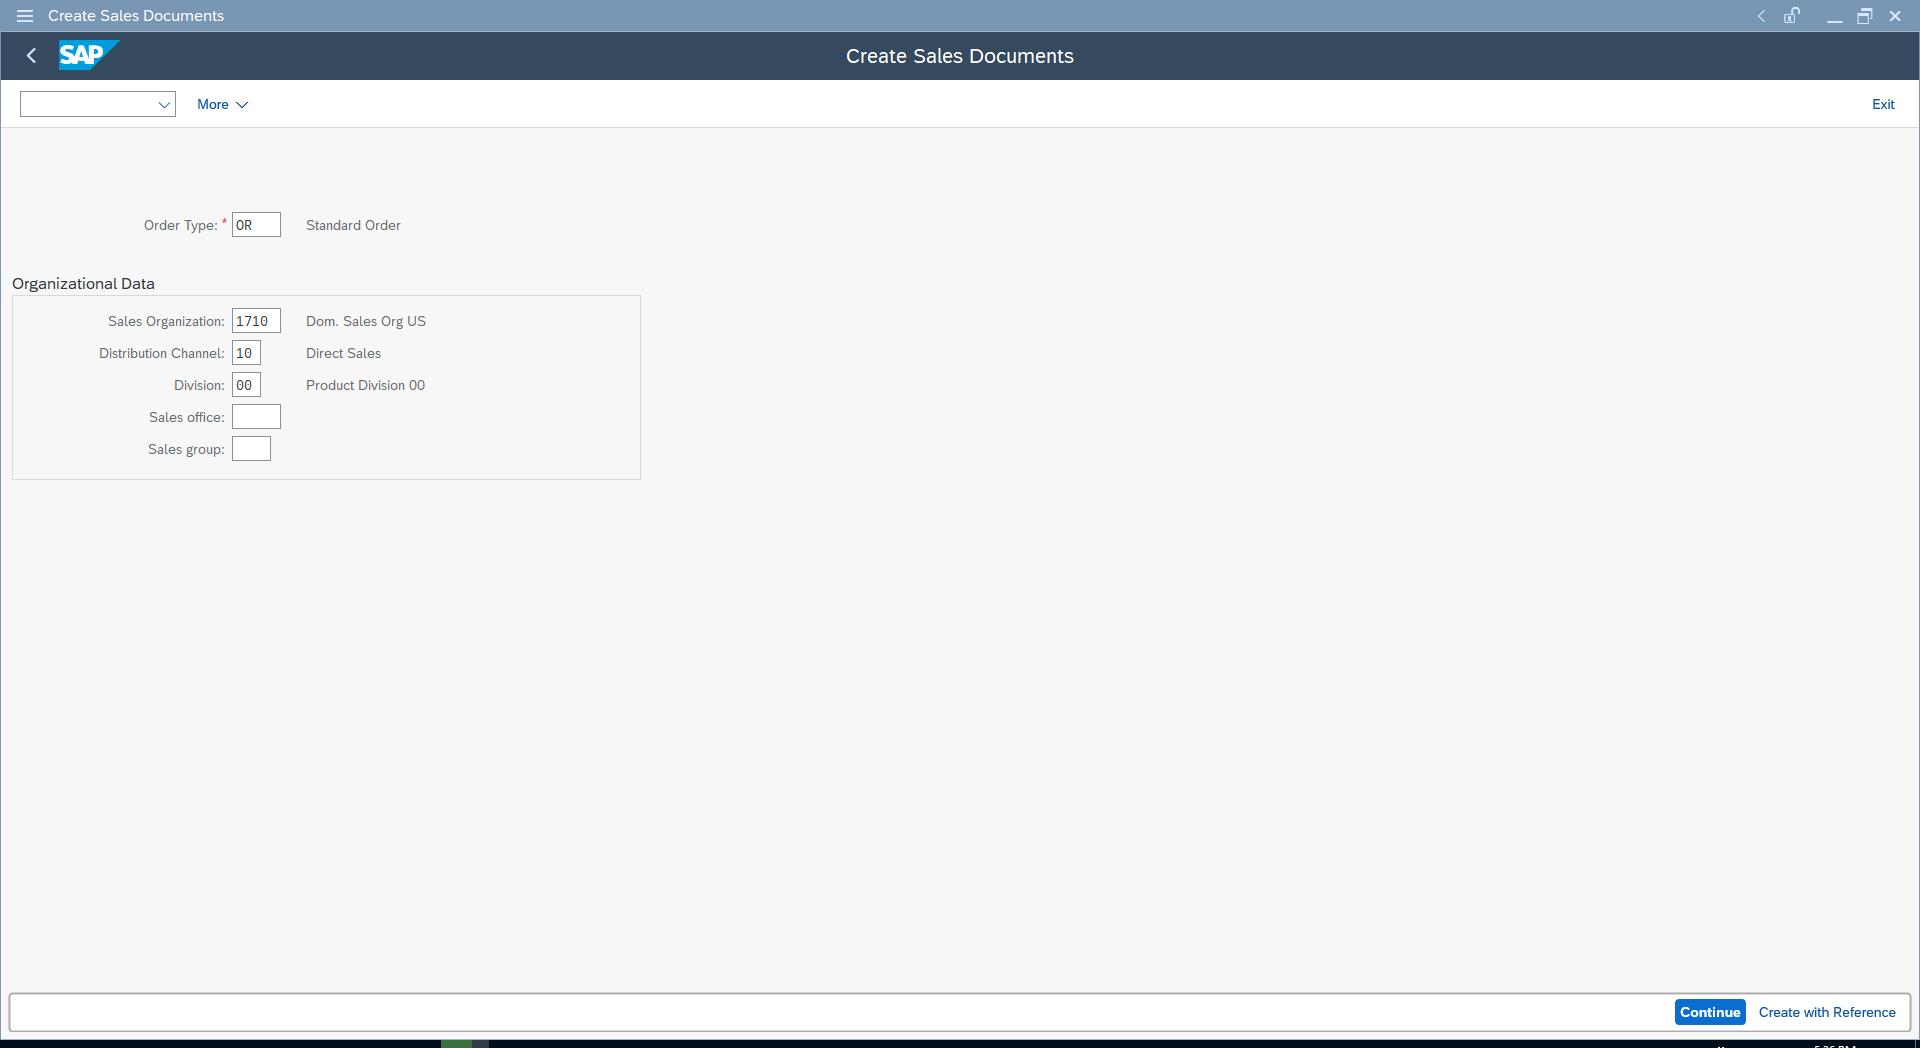 Create Sales Documents
SAP
Create Sales Documents
More
Exit
Order Type: * OR Standard Order
Organizational Data
Sales Organization: 1710 Dom. Sales Org US
Distribution Channel: 10 Direct Sales
Division: 00 Product Division 00
Sales office:
Sales group:
Continue Create with Reference